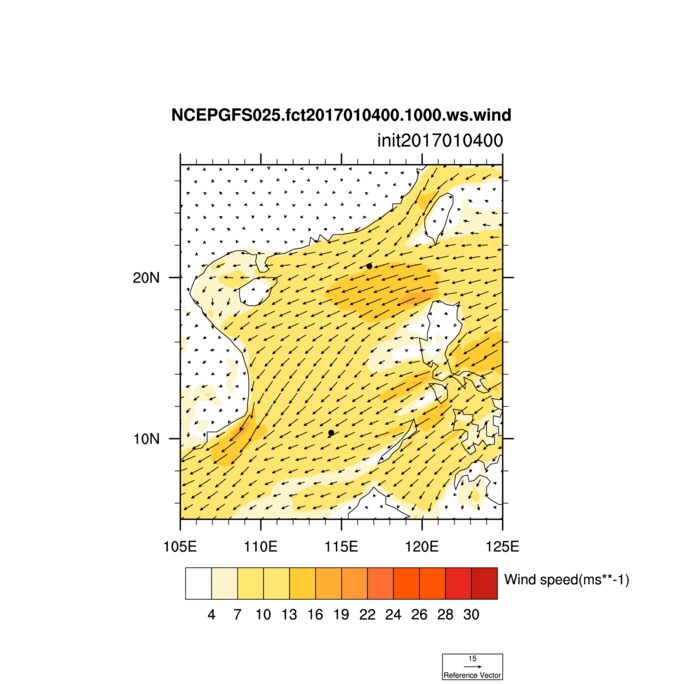 NCEPGFS025.fct2017010400.1000.ws.wind
init2017010400
20N
10N
105E 110E 115E 120E 125E
Wind speed(ms**-1)
4 7 10 13 16 19 22 24 26 28 30
15
Reference Vector